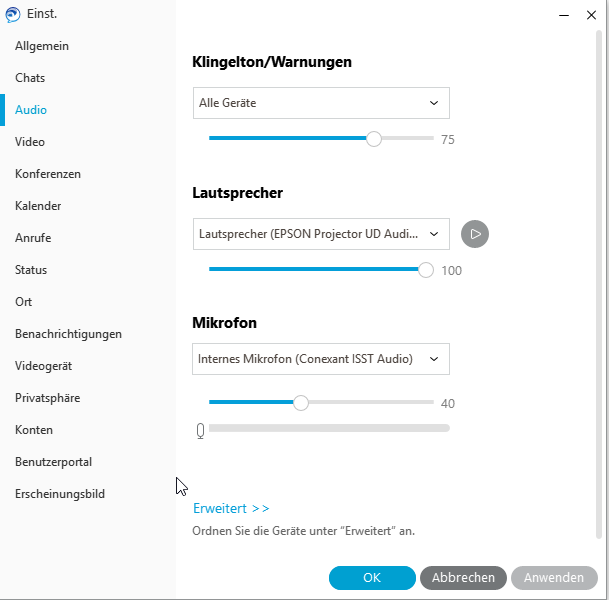 Einst.
Allgemein
Chats
Audio
Video
Konferenzen
Kalender
Anrufe
Status
Ort
Benachrichtigungen
Videogerät
Privatsphäre
Konten
Benutzerportal
Erscheinungsbild
Klingelton/Warnungen
Alle Geräte
75
Lautsprecher
Lautsprecher (EPSON Projector UD Audi...
100
Mikrofon
Internes Mikrofon (Conexant ISST Audio)
40
Erweitert >>
Ordnen Sie die Geräte unter "Erweitert" an.
OK Abbrechen Anwenden